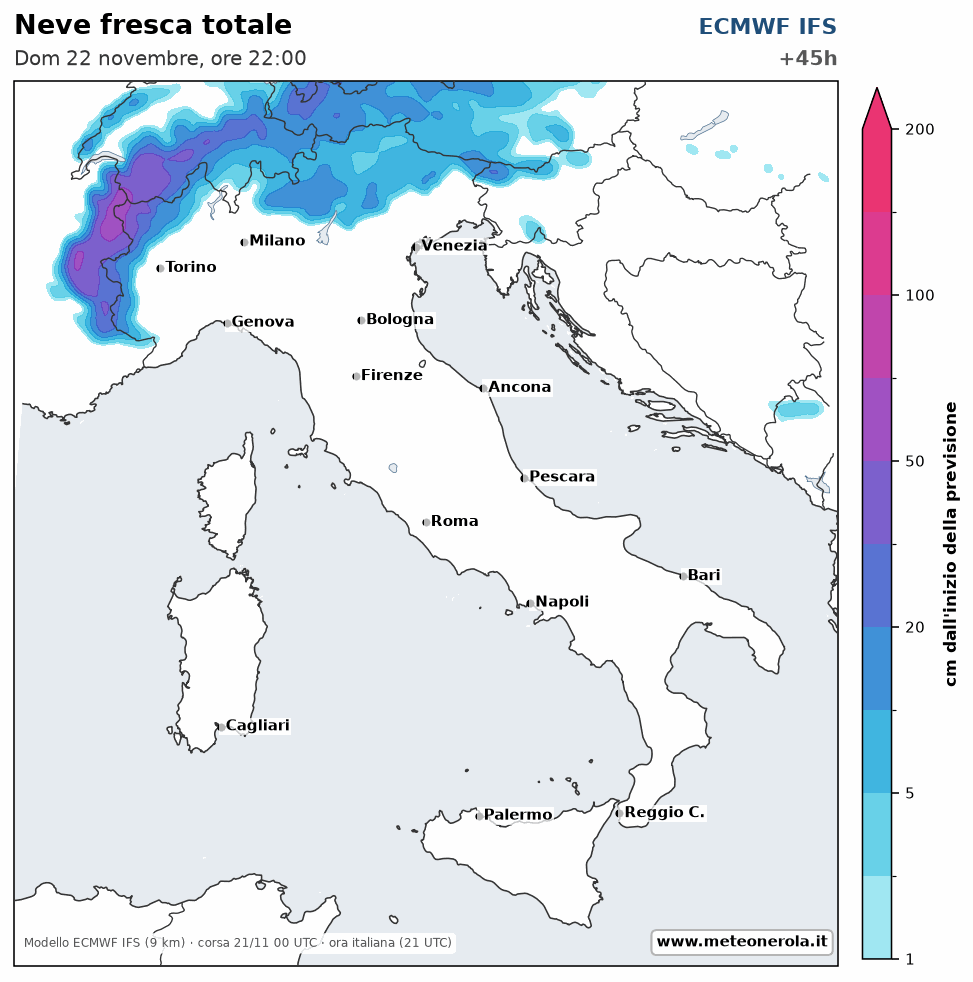 Neve fresca totale
ECMWF IFS
Dom 22 novembre, ore 22:00
+45h
200
100
50
20
5
1
cm dall'inizio della previsione
Milano
Venezia
Torino
Genova
Bologna
Firenze
Ancona
Pescara
Roma
Bari
Napoli
Cagliari
Palermo
Reggio C.
Modello ECMWF IFS (9 km) · corsa 21/11 00 UTC · ora italiana (21 UTC)
www.meteonerola.it